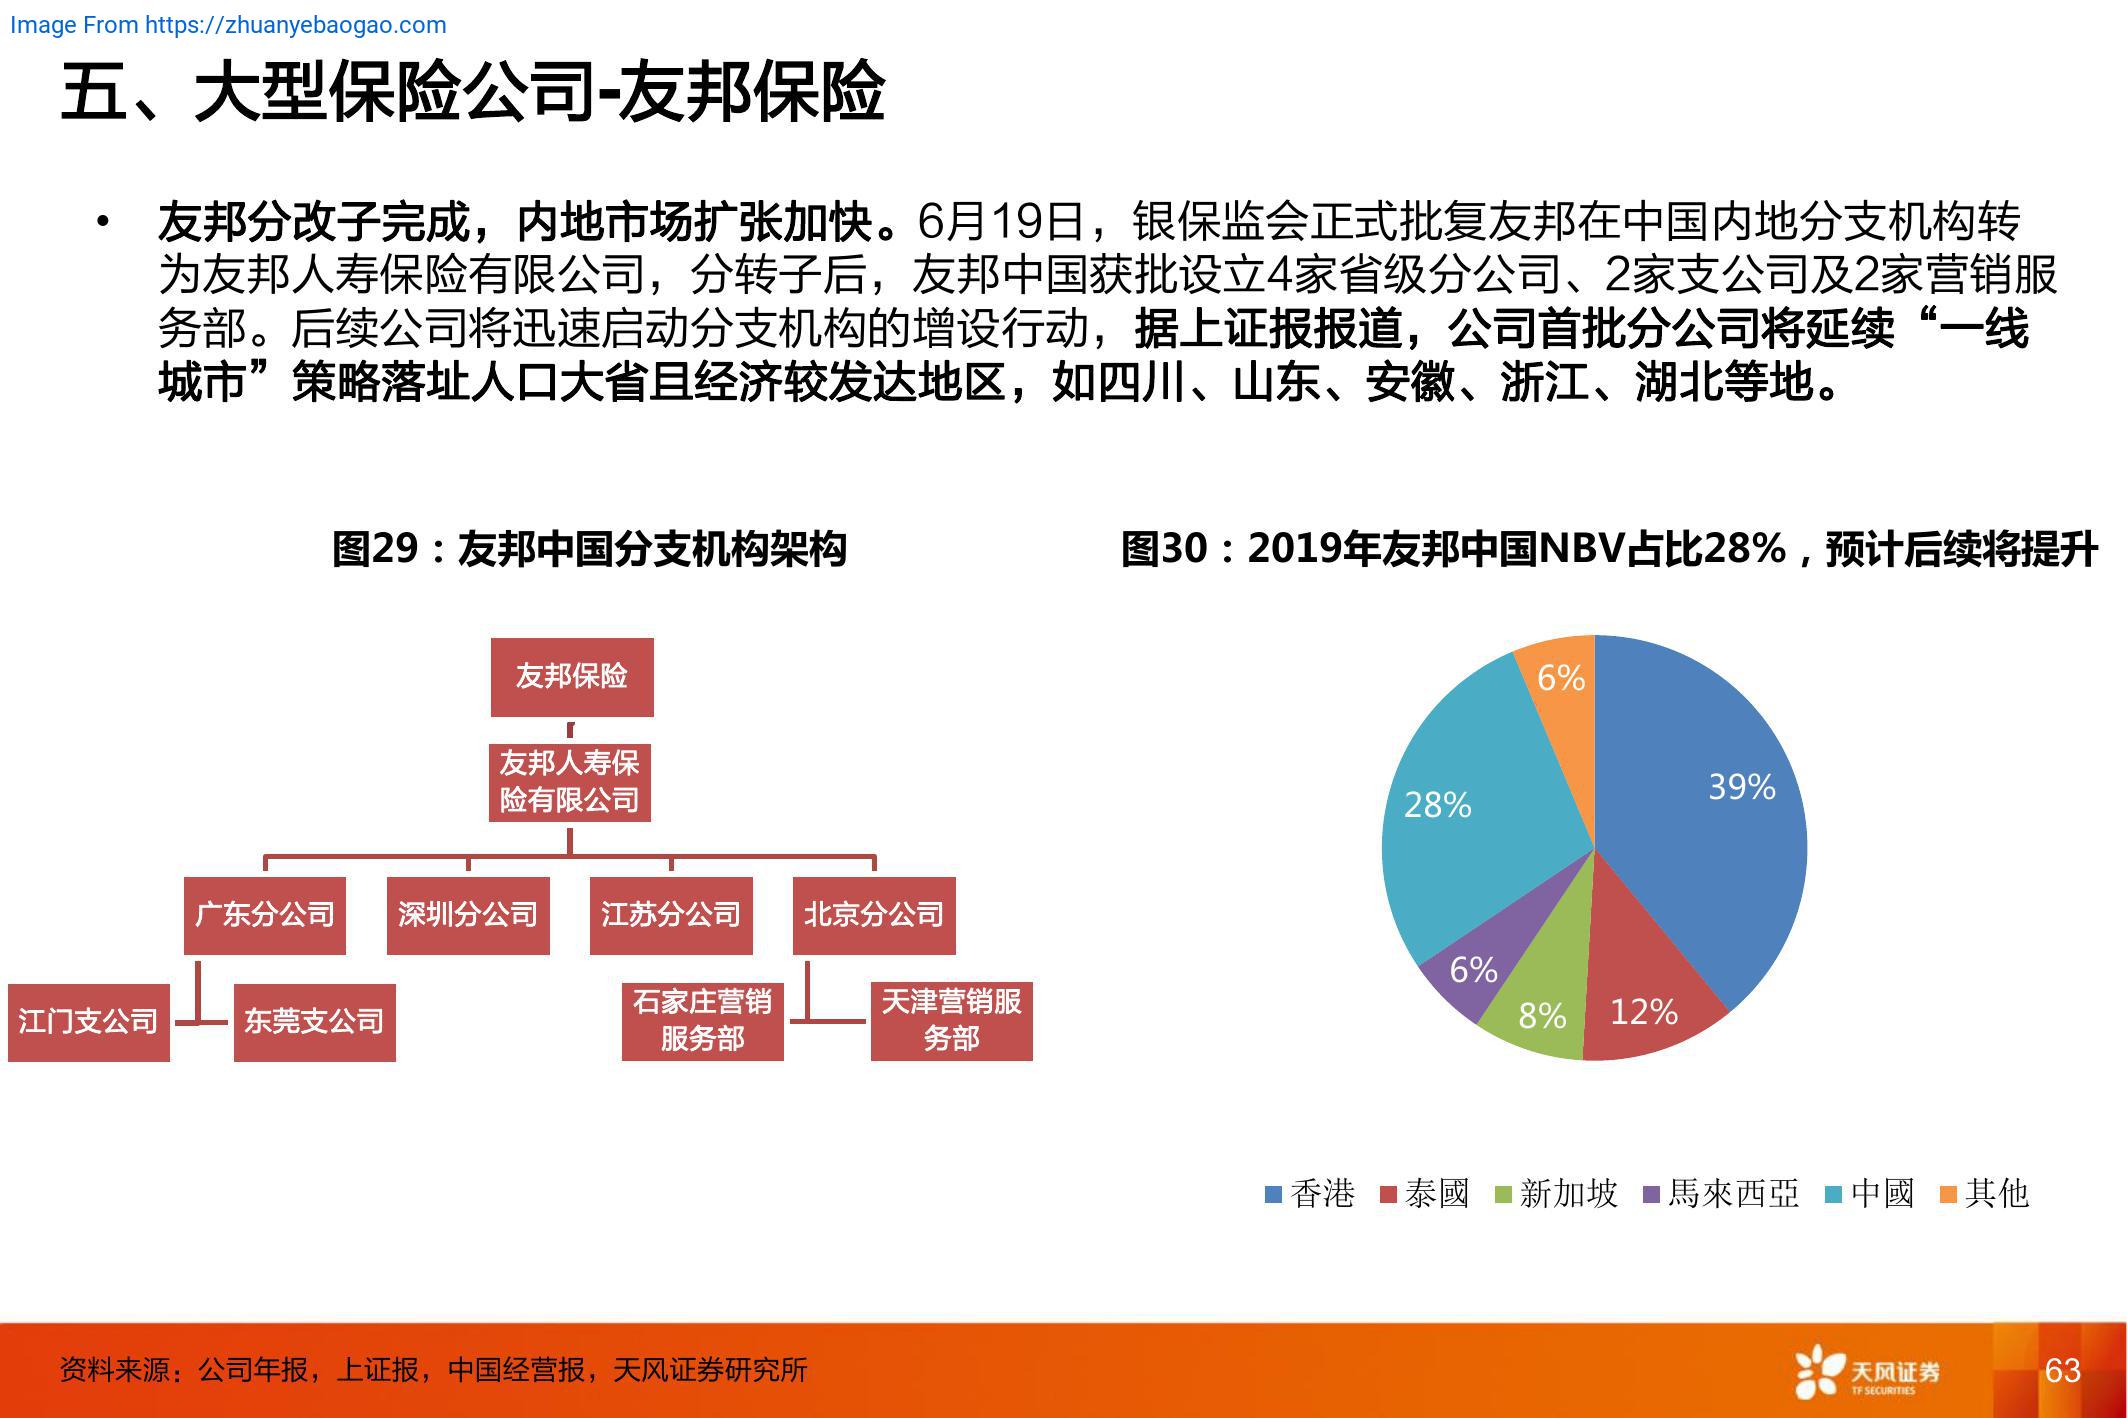 Image From https://zhuanyebaogao.com
五、大型保险公司-友邦保险
• 友邦分改子完成，内地市场扩张加快。6月19日，银保监会正式批复友邦在中国内地分支机构转
为友邦人寿保险有限公司，分转子后，友邦中国获批设立4家省级分公司、2家支公司及2家营销服
务部。后续公司将迅速启动分支机构的增设行动，据上证报报道，公司首批分公司将延续“一线
城市”策略落址人口大省且经济较发达地区，如四川、山东、安徽、浙江、湖北等地。
图29：友邦中国分支机构架构
友邦保险
友邦人寿保
险有限公司
广东分公司
深圳分公司
江苏分公司
北京分公司
江门支公司
东莞支公司
石家庄营销
服务部
天津营销服
务部
图30：2019年友邦中国NBV占比28%，预计后续将提升
6%
39%
28%
6%
8%
12%
香港
泰國
新加坡
馬來西亞
中國
其他
资料来源：公司年报，上证报，中国经营报，天风证券研究所
天风证券
TF SECURITIES
63